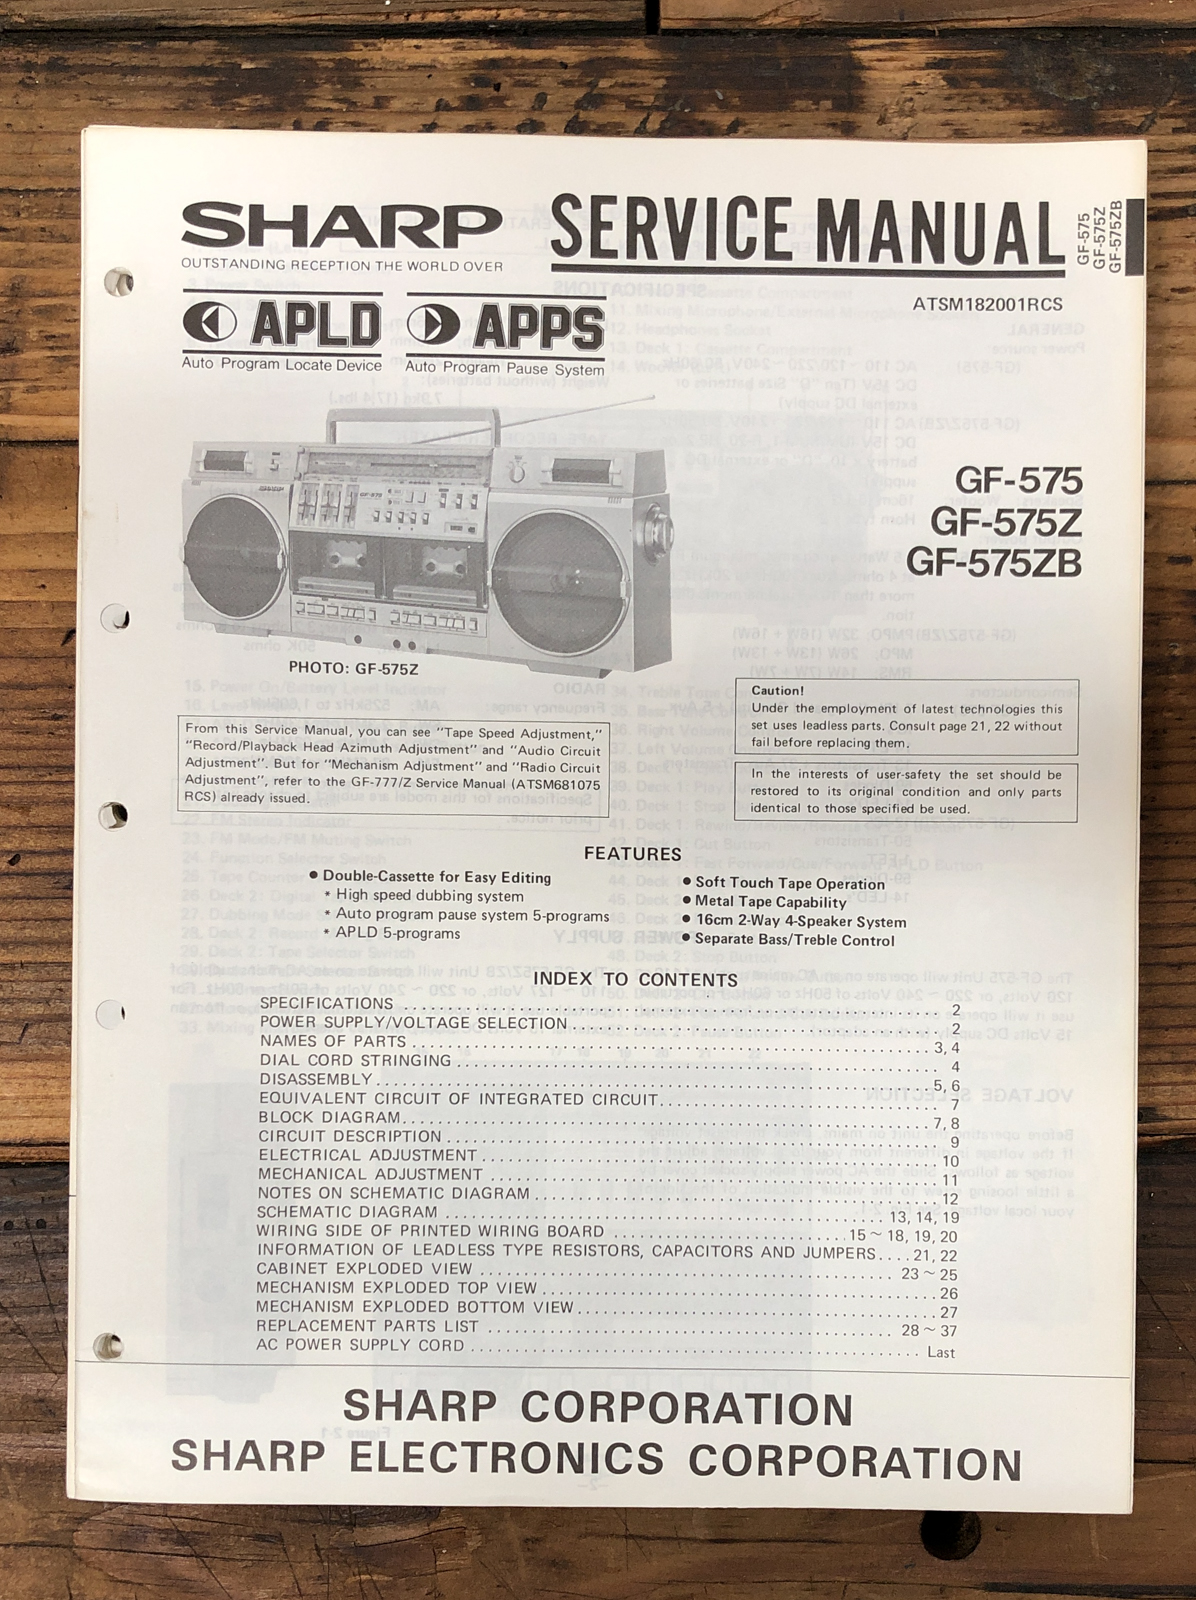 SHARP
OUTSTANDING RECEPTION THE WORLD OVER
SERVICE MANUAL
GF-575
GF-575Z
GF-575ZB
ATSM182001RCS
APLD
Auto Program Locate Device
APPS
Auto Program Pause System
GF-575
GF-575Z
GF-575ZB
SHARP
GF-575
PHOTO: GF-575Z
From this Service Manual, you can see "Tape Speed Adjustment,"
"Record/Playback Head Azimuth Adjustment" and "Audio Circuit
Adjustment". But for "Mechanism Adjustment" and "Radio Circuit
Adjustment", refer to the GF-777/Z Service Manual (ATSM681075
RCS) already issued.
Caution!
Under the employment of latest technologies this
set uses leadless parts. Consult page 21, 22 without
fail before replacing them.
In the interests of user-safety the set should be
restored to its original condition and only parts
identical to those specified be used.
FEATURES
● Double-Cassette for Easy Editing
* High speed dubbing system
* Auto program pause system 5-programs
* APLD 5-programs
● Soft Touch Tape Operation
● Metal Tape Capability
● 16cm 2-Way 4-Speaker System
● Separate Bass/Treble Control
INDEX TO CONTENTS
SPECIFICATIONS ........ 2
POWER SUPPLY/VOLTAGE SELECTION ........ 2
NAMES OF PARTS ........ 3, 4
DIAL CORD STRINGING ........ 4
DISASSEMBLY ........ 5, 6
EQUIVALENT CIRCUIT OF INTEGRATED CIRCUIT ........ 7
BLOCK DIAGRAM ........ 7, 8
CIRCUIT DESCRIPTION ........ 9
ELECTRICAL ADJUSTMENT ........ 10
MECHANICAL ADJUSTMENT ........ 11
NOTES ON SCHEMATIC DIAGRAM ........ 12
SCHEMATIC DIAGRAM ........ 13, 14, 19
WIRING SIDE OF PRINTED WIRING BOARD ........ 15 ~ 18, 19, 20
INFORMATION OF LEADLESS TYPE RESISTORS, CAPACITORS AND JUMPERS .... 21, 22
CABINET EXPLODED VIEW ........ 23 ~ 25
MECHANISM EXPLODED TOP VIEW ........ 26
MECHANISM EXPLODED BOTTOM VIEW ........ 27
REPLACEMENT PARTS LIST ........ 28 ~ 37
AC POWER SUPPLY CORD ........ Last
SHARP CORPORATION
SHARP ELECTRONICS CORPORATION